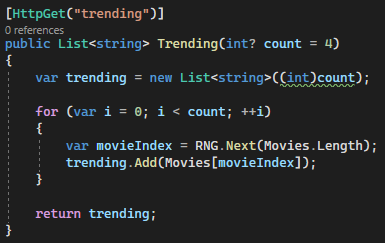 [HttpGet("trending")]
0 references
public List<string> Trending(int? count = 4)
{
    var trending = new List<string>((int)count);

    for (var i = 0; i < count; ++i)
    {
        var movieIndex = RNG.Next(Movies.Length);
        trending.Add(Movies[movieIndex]);
    }

    return trending;
}